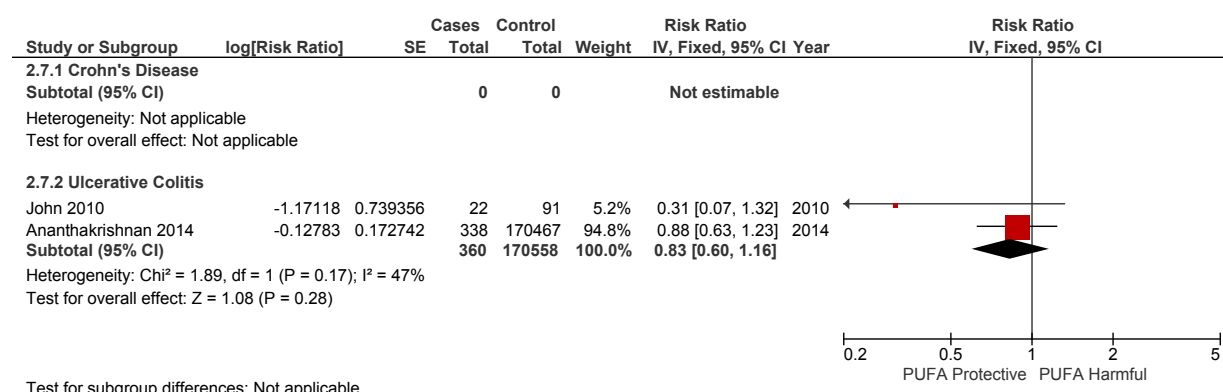 Cases Control Risk Ratio Risk Ratio
Study or Subgroup log[Risk Ratio] SE Total Total Weight IV, Fixed, 95% CI Year IV, Fixed, 95% CI
2.7.1 Crohn's Disease
Subtotal (95% CI) 0 0 Not estimable
Heterogeneity: Not applicable
Test for overall effect: Not applicable
2.7.2 Ulcerative Colitis
John 2010 -1.17118 0.739356 22 91 5.2% 0.31 [0.07, 1.32] 2010
Ananthakrishnan 2014 -0.12783 0.172742 338 170467 94.8% 0.88 [0.63, 1.23] 2014
Subtotal (95% CI) 360 170558 100.0% 0.83 [0.60, 1.16]
Heterogeneity: Chi² = 1.89, df = 1 (P = 0.17); I² = 47%
Test for overall effect: Z = 1.08 (P = 0.28)
0.2 0.5 1 2 5
PUFA Protective PUFA Harmful
Test for subgroup differences: Not applicable